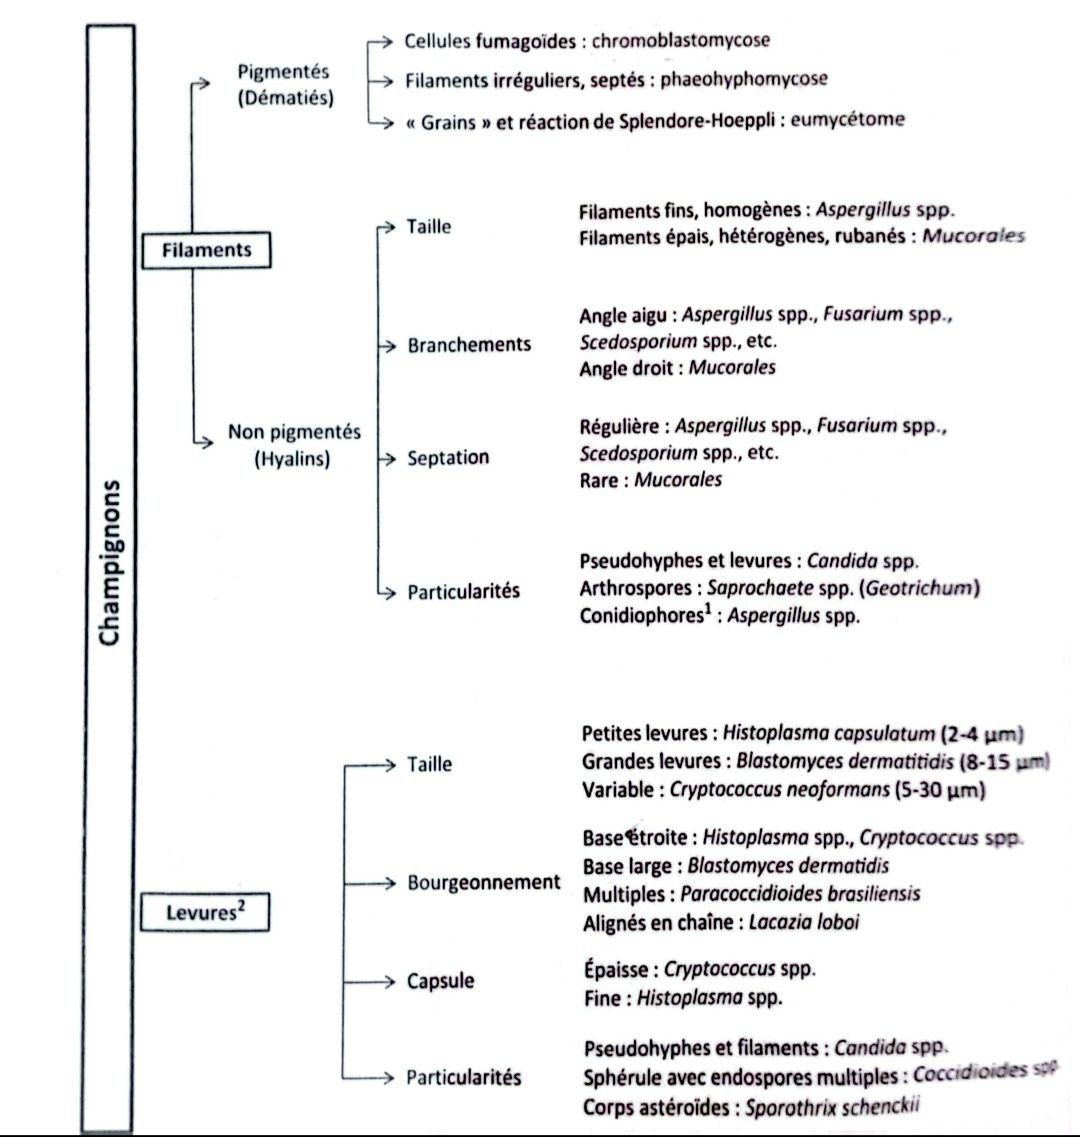 Champignons
Filaments
Pigmentés
(Dématiés)
Cellules fumagoïdes : chromoblastomycose
Filaments irréguliers, septés : phaeohyphomycose
« Grains » et réaction de Splendore-Hoeppli : eumycétome
Non pigmentés
(Hyalins)
Taille
Filaments fins, homogènes : Aspergillus spp.
Filaments épais, hétérogènes, rubanés : Mucorales
Branchements
Angle aigu : Aspergillus spp., Fusarium spp.,
Scedosporium spp., etc.
Angle droit : Mucorales
Septation
Régulière : Aspergillus spp., Fusarium spp.,
Scedosporium spp., etc.
Rare : Mucorales
Particularités
Pseudohyphes et levures : Candida spp.
Arthrospores : Saprochaete spp. (Geotrichum)
Conidiophores¹ : Aspergillus spp.
Levures²
Taille
Petites levures : Histoplasma capsulatum (2-4 µm)
Grandes levures : Blastomyces dermatitidis (8-15 µm)
Variable : Cryptococcus neoformans (5-30 µm)
Bourgeonnement
Base étroite : Histoplasma spp., Cryptococcus spp.
Base large : Blastomyces dermatidis
Multiples : Paracoccidioides brasiliensis
Alignés en chaîne : Lacazia loboi
Capsule
Épaisse : Cryptococcus spp.
Fine : Histoplasma spp.
Particularités
Pseudohyphes et filaments : Candida spp.
Sphérule avec endospores multiples : Coccidioides spp.
Corps astéroïdes : Sporothrix schenckii